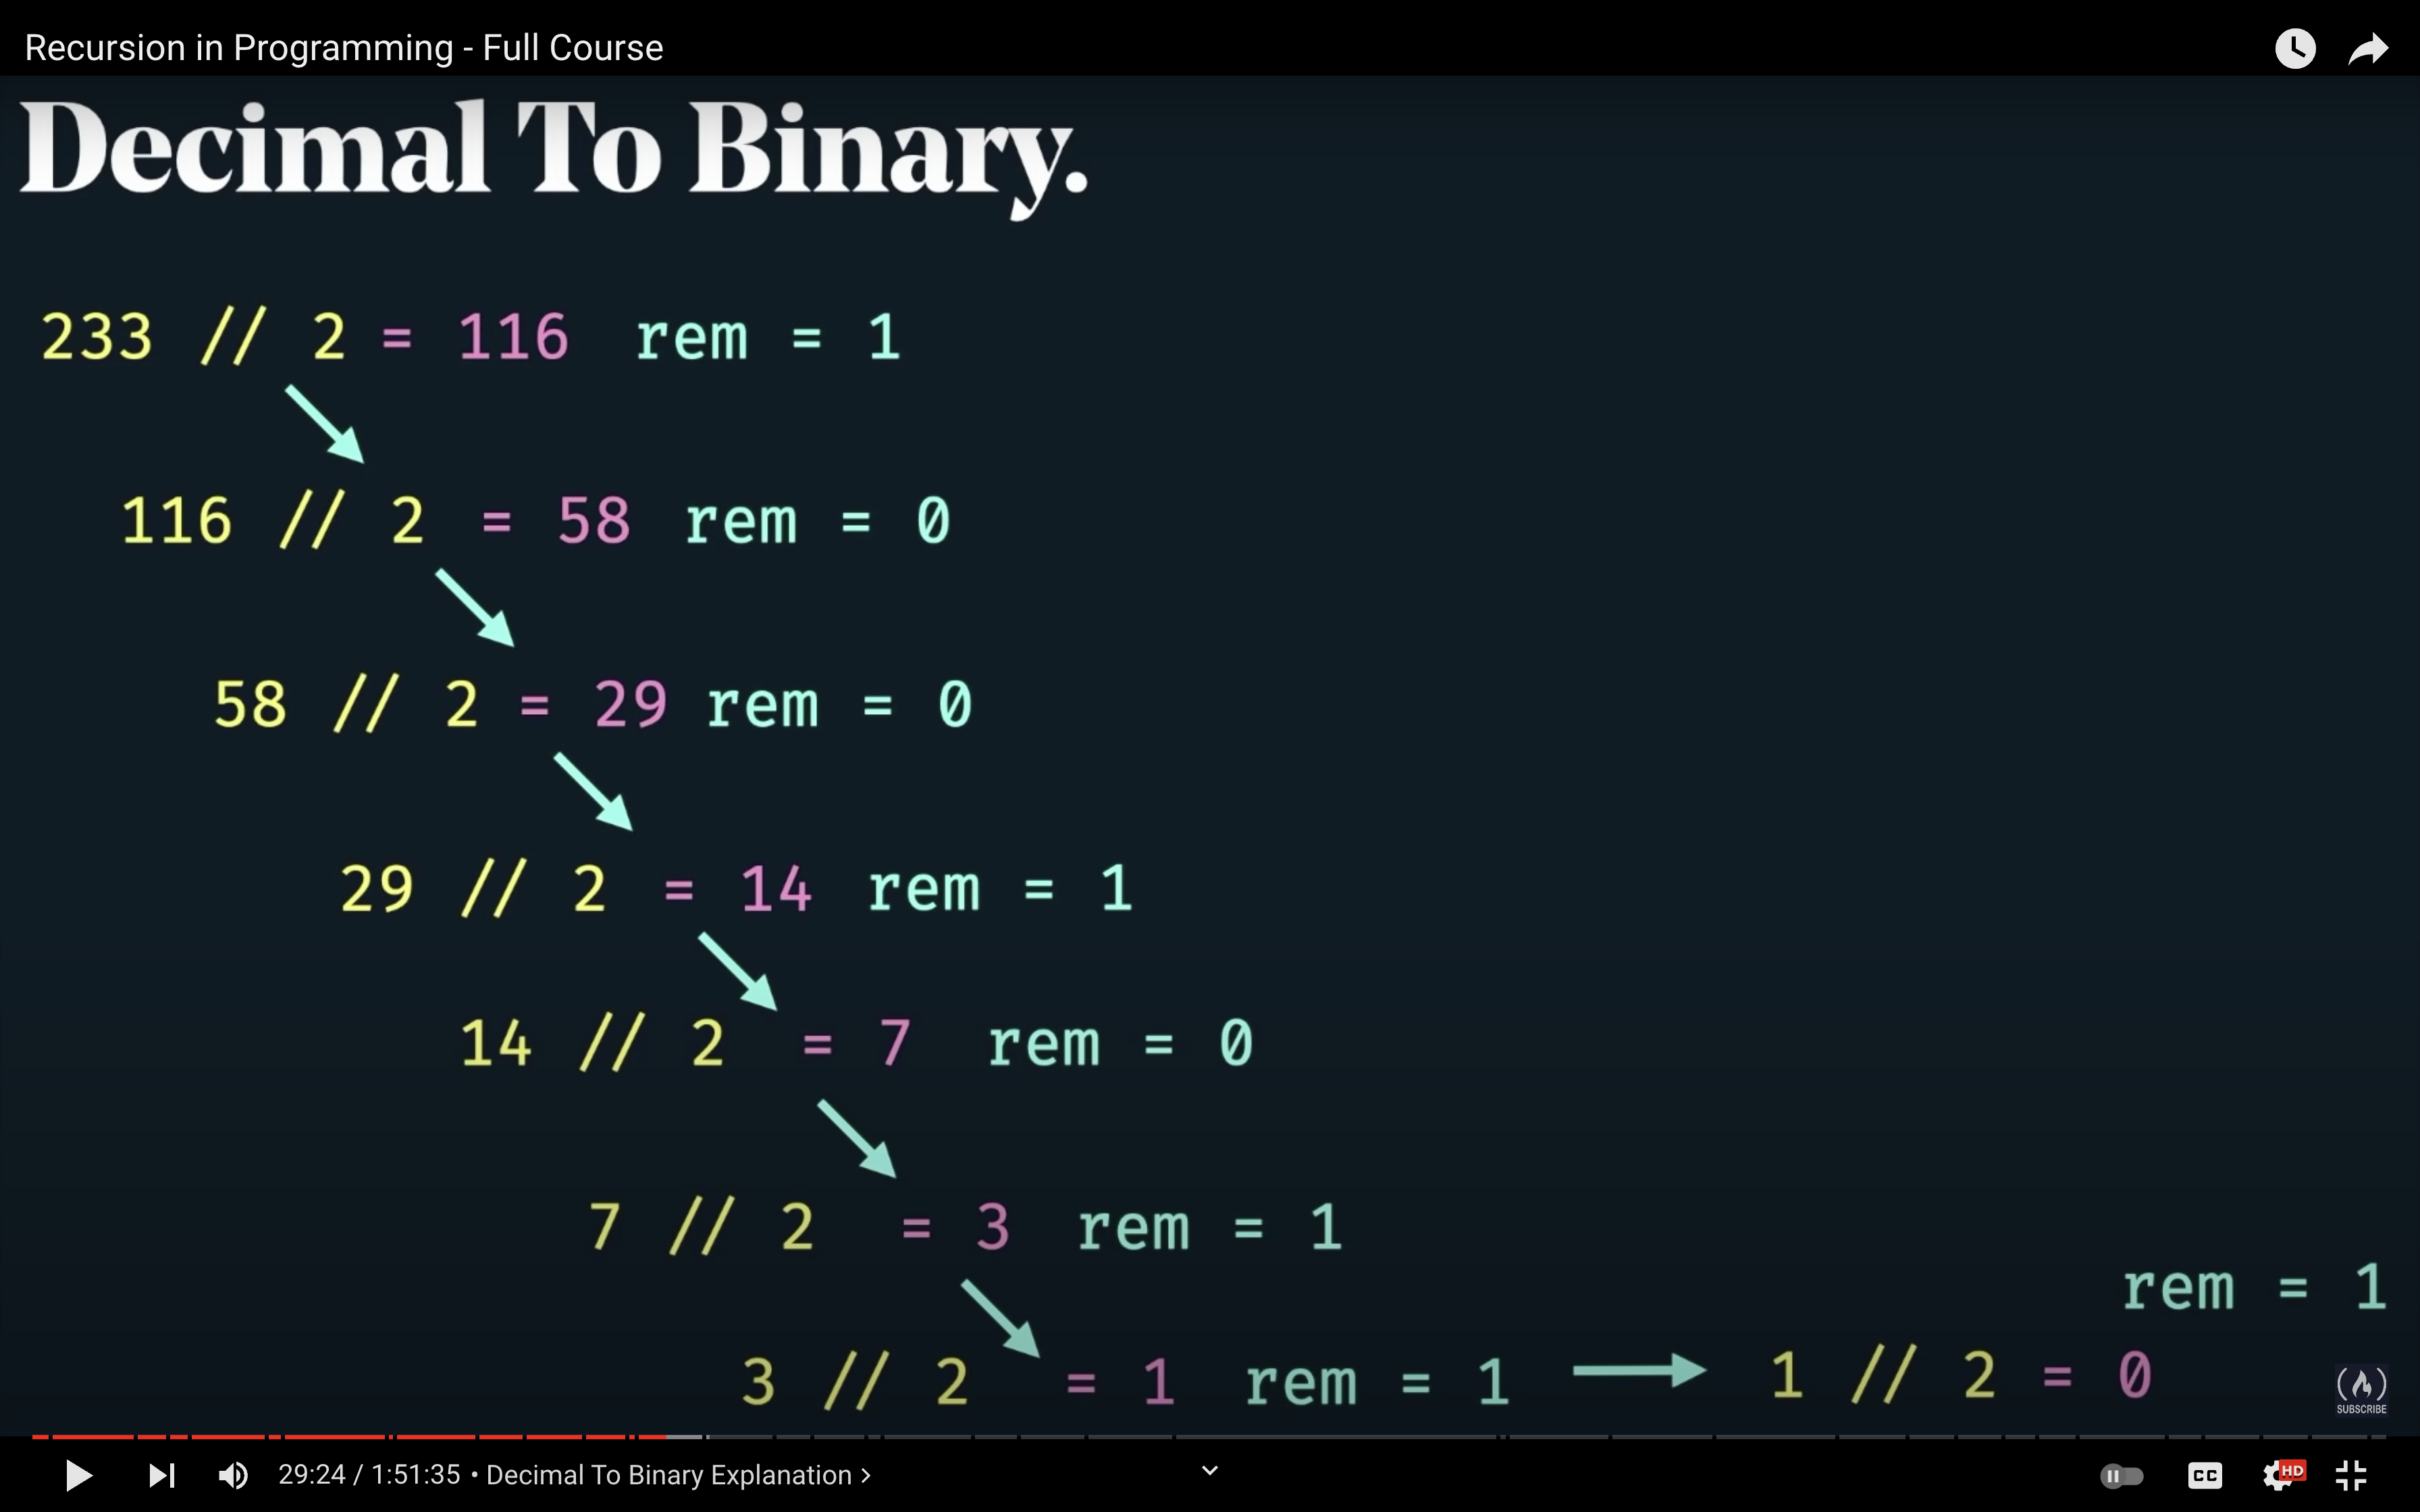 Recursion in Programming - Full Course
Decimal To Binary.
233 // 2 = 116 rem = 1
116 // 2 = 58 rem = 0
58 // 2 = 29 rem = 0
29 // 2 = 14 rem = 1
14 // 2 = 7 rem = 0
7 // 2 = 3 rem = 1
rem = 1
3 // 2 = 1 rem = 1 1 // 2 = 0
SUBSCRIBE
29:24 / 1:51:35 • Decimal To Binary Explanation
CC
HD